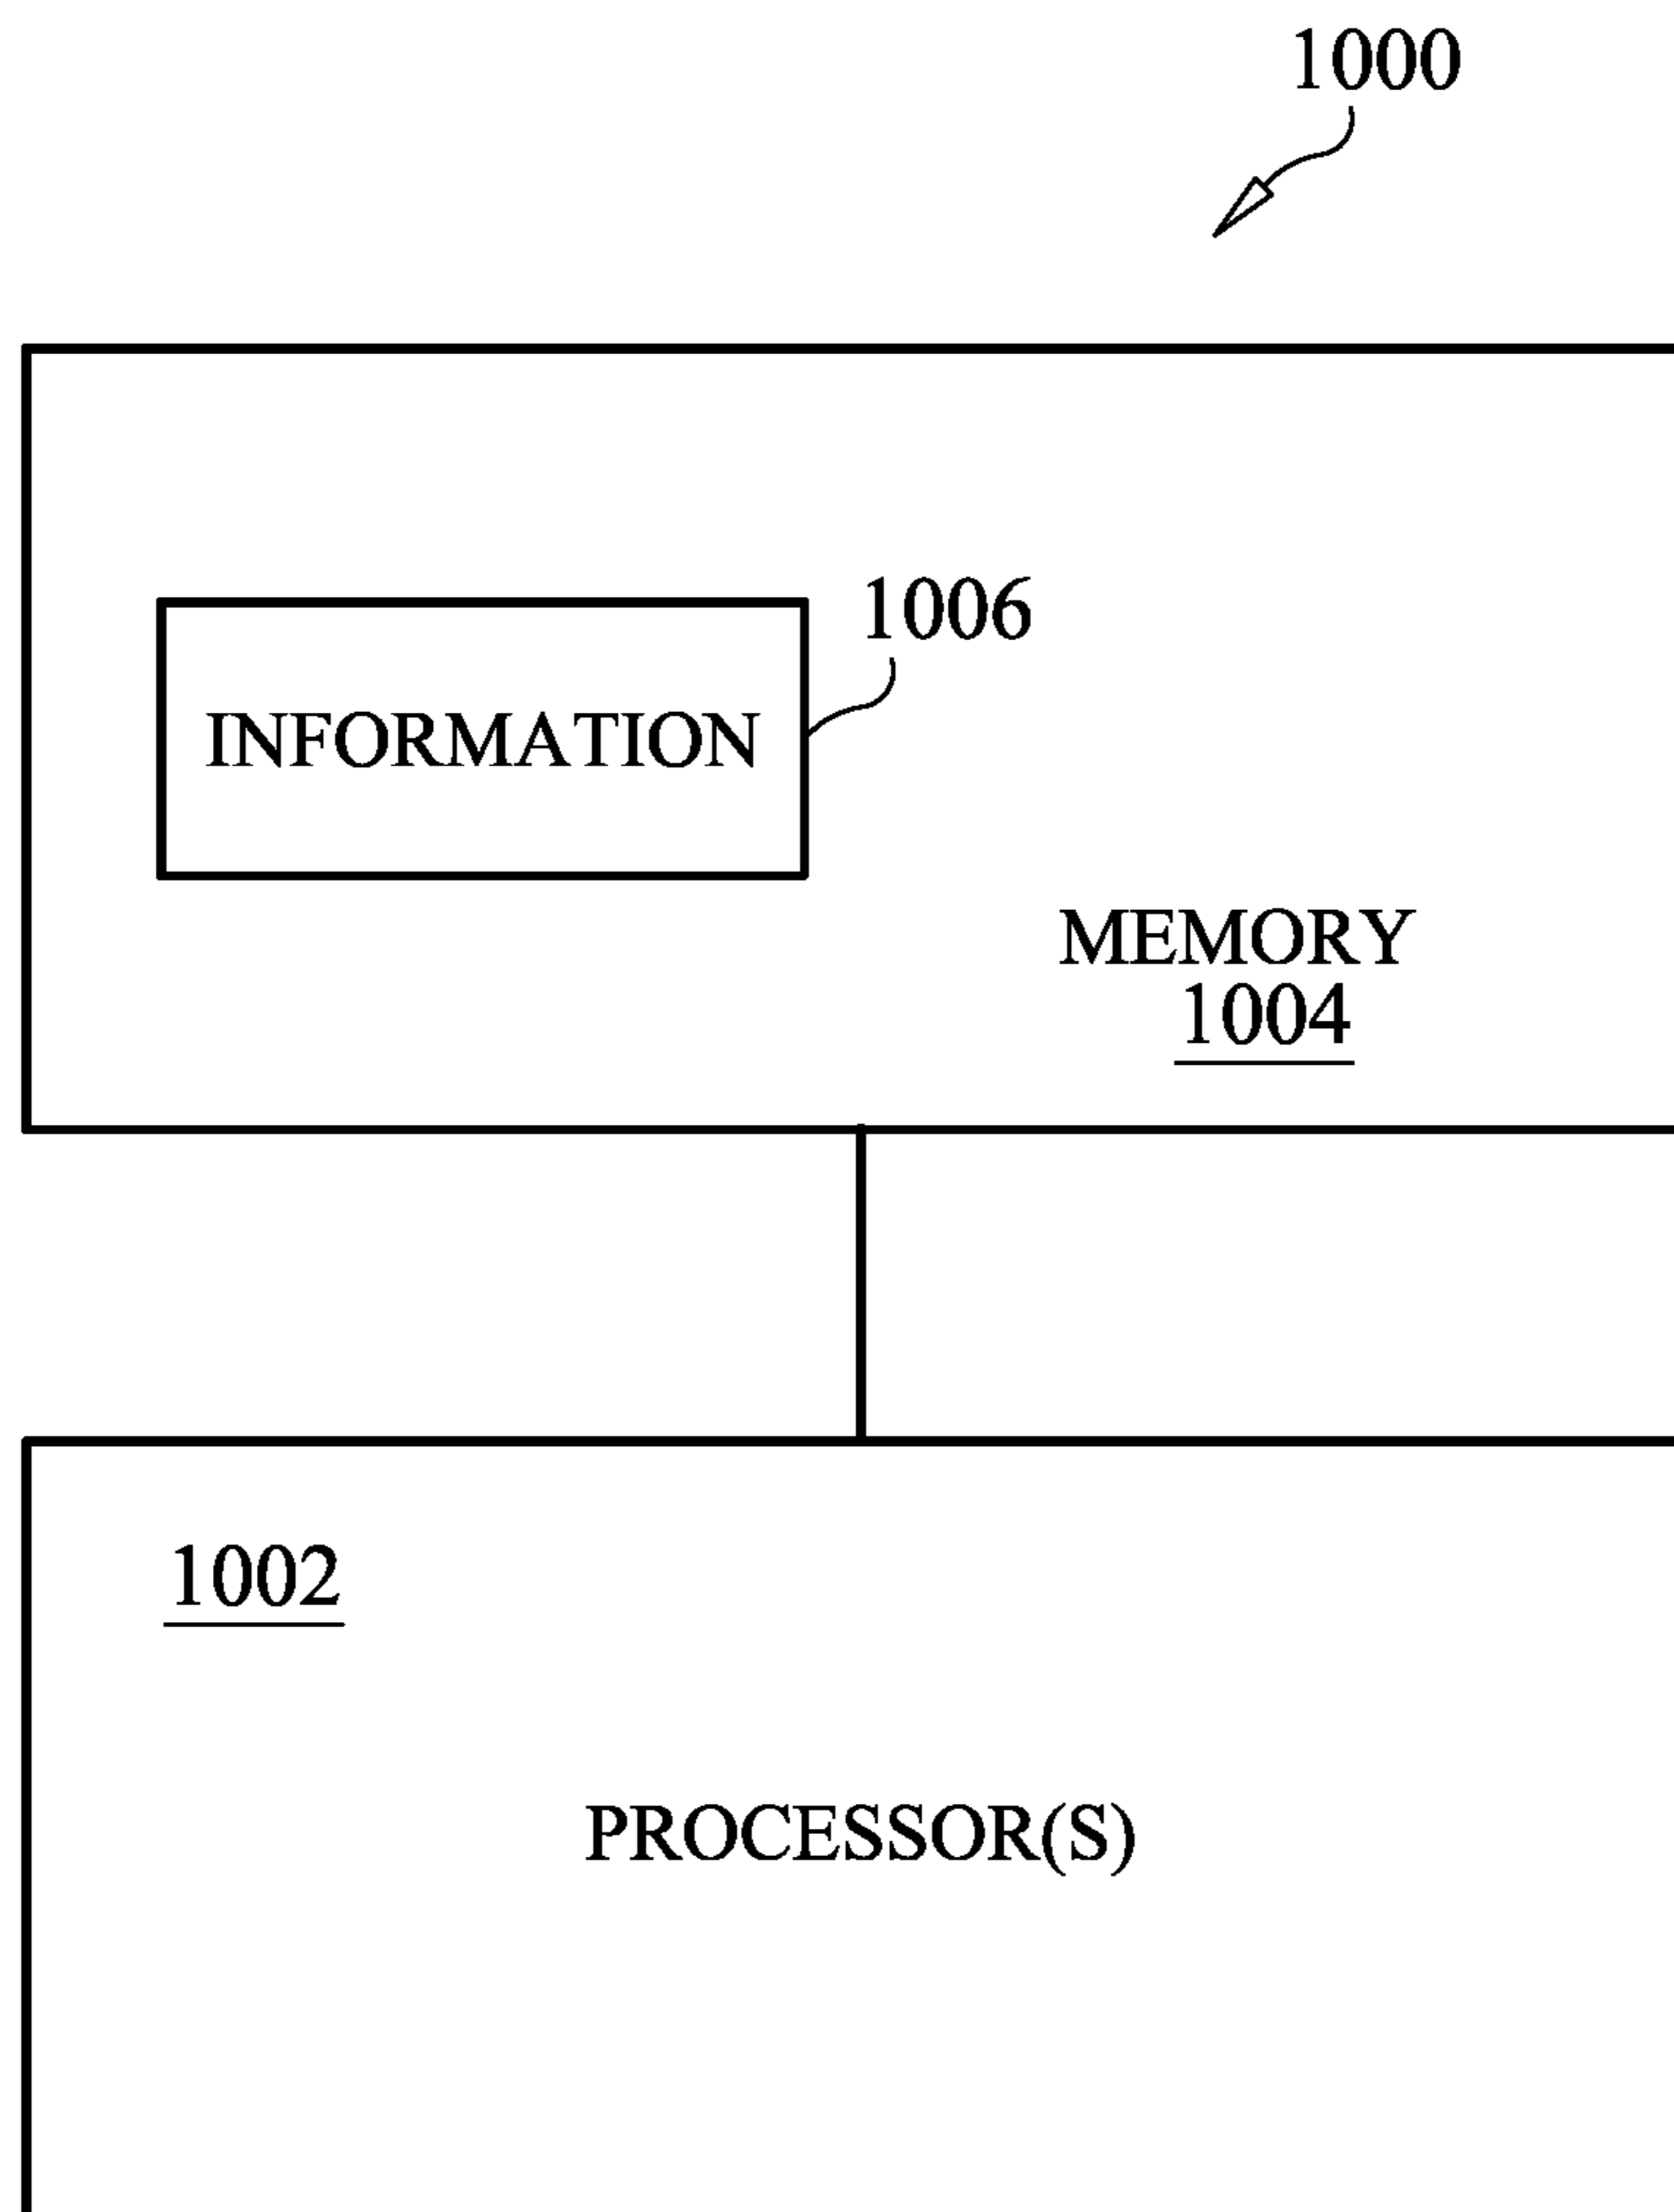 1000
1006
INFORMATION
MEMORY
1004
1002
PROCESSOR(S)